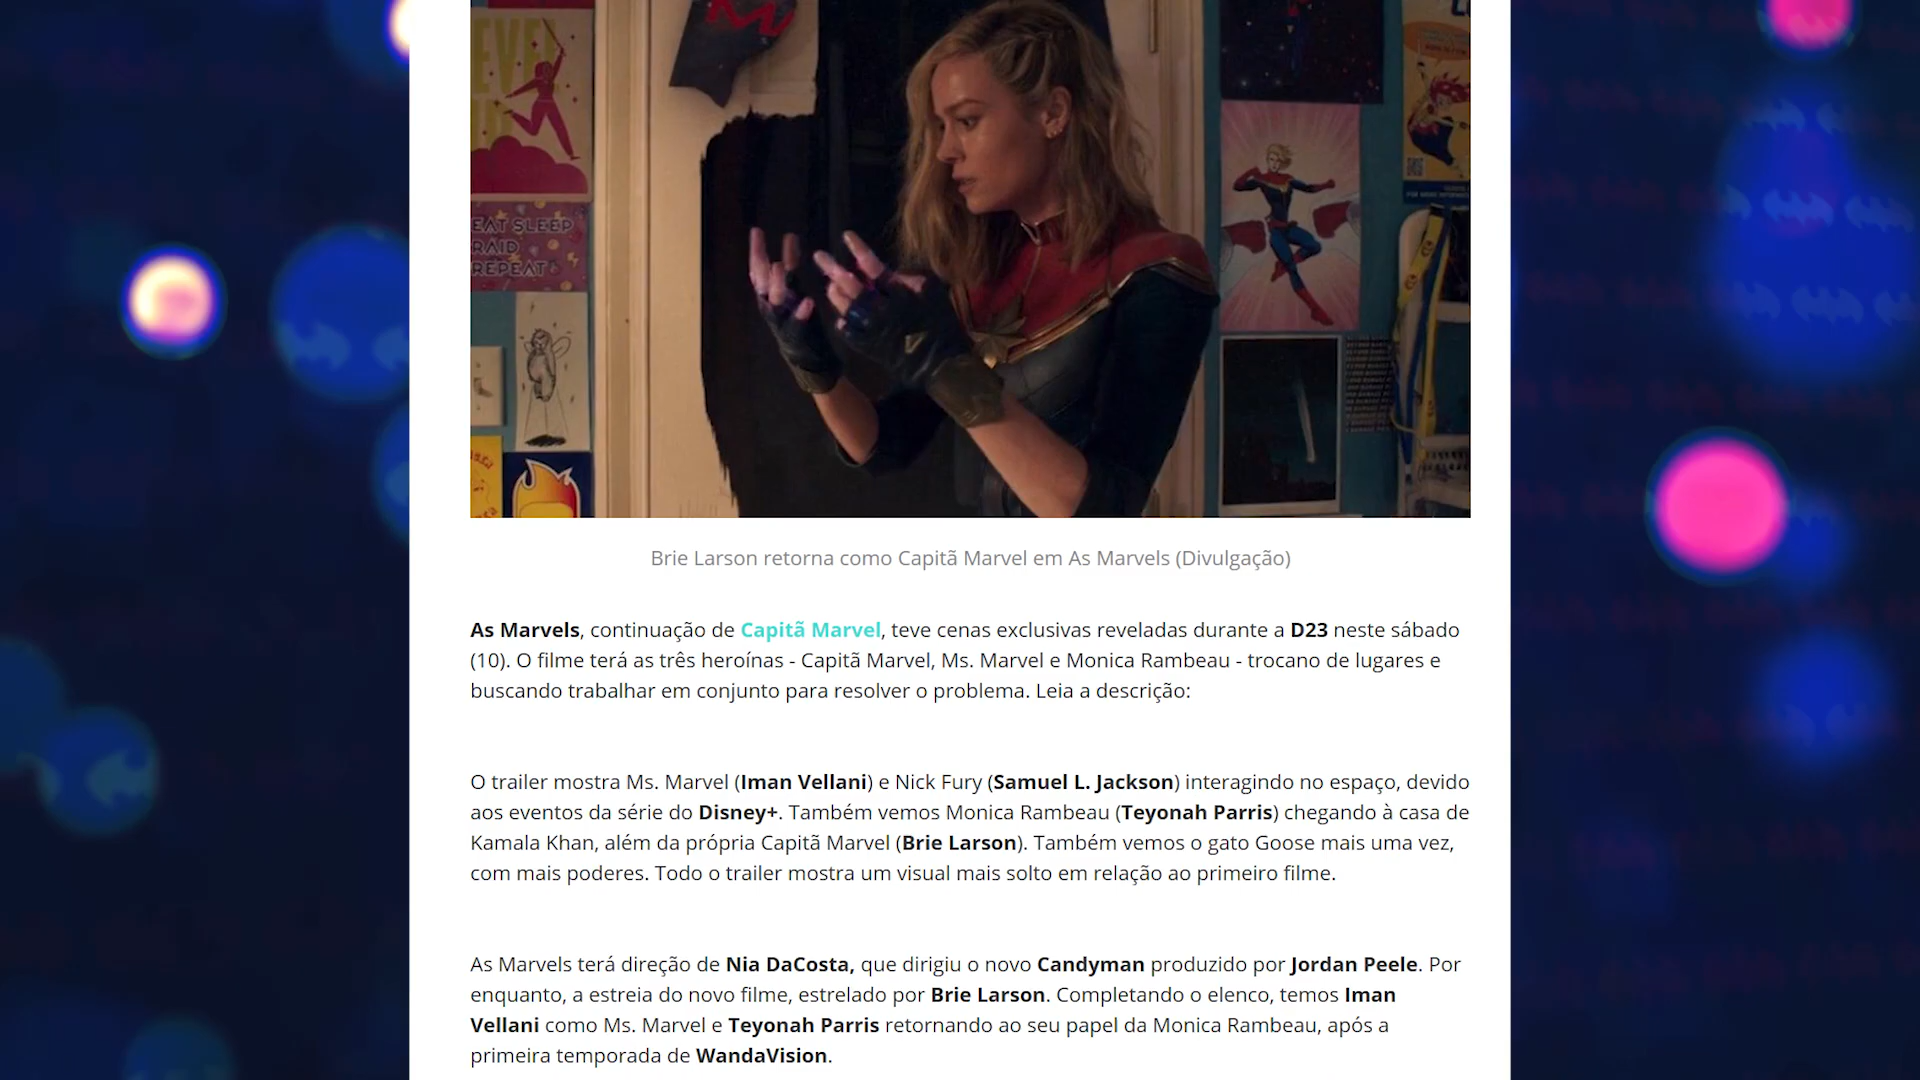 EAT SLEEP
RAID
REPEAT
Brie Larson retorna como Capitã Marvel em As Marvels (Divulgação)
As Marvels, continuação de Capitã Marvel, teve cenas exclusivas reveladas durante a D23 neste sábado
(10). O filme terá as três heroínas - Capitã Marvel, Ms. Marvel e Monica Rambeau - trocano de lugares e
buscando trabalhar em conjunto para resolver o problema. Leia a descrição:
O trailer mostra Ms. Marvel (Iman Vellani) e Nick Fury (Samuel L. Jackson) interagindo no espaço, devido
aos eventos da série do Disney+. Também vemos Monica Rambeau (Teyonah Parris) chegando à casa de
Kamala Khan, além da própria Capitã Marvel (Brie Larson). Também vemos o gato Goose mais uma vez,
com mais poderes. Todo o trailer mostra um visual mais solto em relação ao primeiro filme.
As Marvels terá direção de Nia DaCosta, que dirigiu o novo Candyman produzido por Jordan Peele. Por
enquanto, a estreia do novo filme, estrelado por Brie Larson. Completando o elenco, temos Iman
Vellani como Ms. Marvel e Teyonah Parris retornando ao seu papel da Monica Rambeau, após a
primeira temporada de WandaVision.